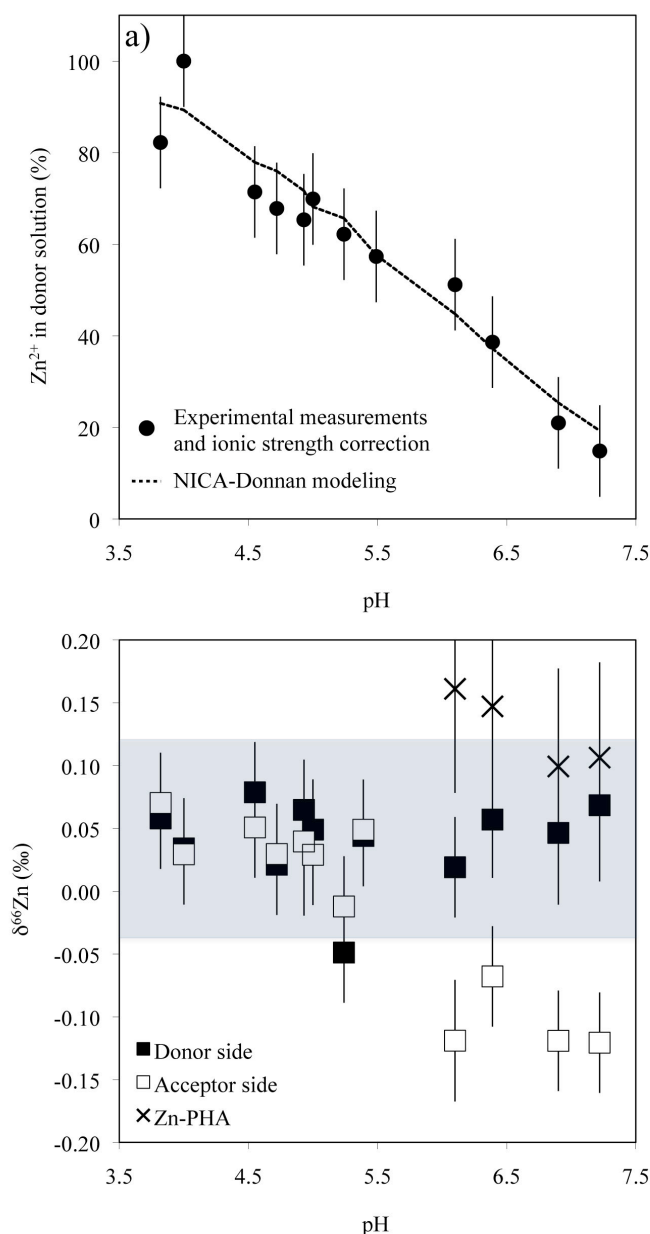 a)
Zn²⁺ in donor solution (%)
100
80
60
40
20
0
Experimental measurements
and ionic strength correction
NICA-Donnan modeling
3.5 4.5 5.5 6.5 7.5
pH
δ⁶⁶Zn (‰)
0.20
0.15
0.10
0.05
0.00
-0.05
-0.10
-0.15
-0.20
Donor side
Acceptor side
Zn-PHA
3.5 4.5 5.5 6.5 7.5
pH